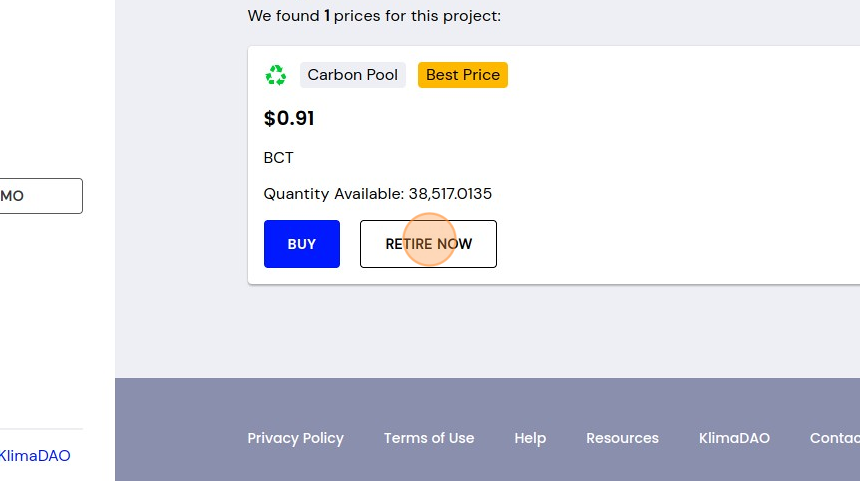 We found 1 prices for this project:
Carbon Pool Best Price
$0.91
BCT
MO
Quantity Available: 38,517.0135
BUY RETIRE NOW
Privacy Policy Terms of Use Help Resources KlimaDAO Contac
KlimaDAO